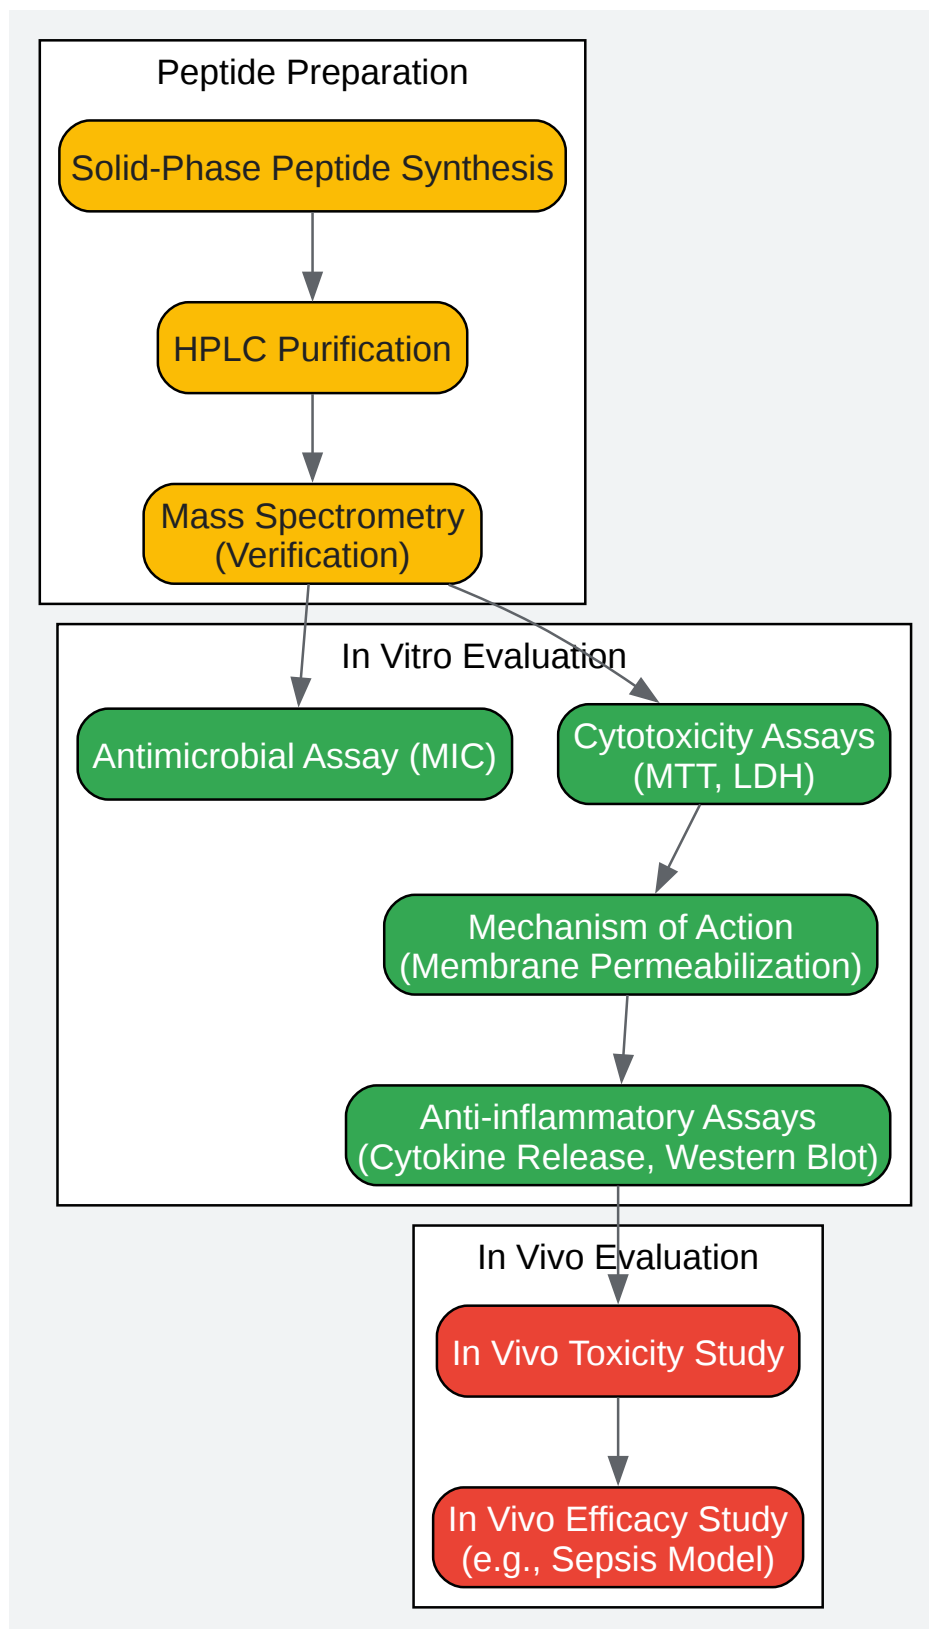 Peptide Preparation
Solid-Phase Peptide Synthesis
HPLC Purification
Mass Spectrometry
(Verification)
In Vitro Evaluation
Antimicrobial Assay (MIC)
Cytotoxicity Assays
(MTT, LDH)
Mechanism of Action
(Membrane Permeabilization)
Anti-inflammatory Assays
(Cytokine Release, Western Blot)
In Vivo Evaluation
In Vivo Toxicity Study
In Vivo Efficacy Study
(e.g., Sepsis Model)